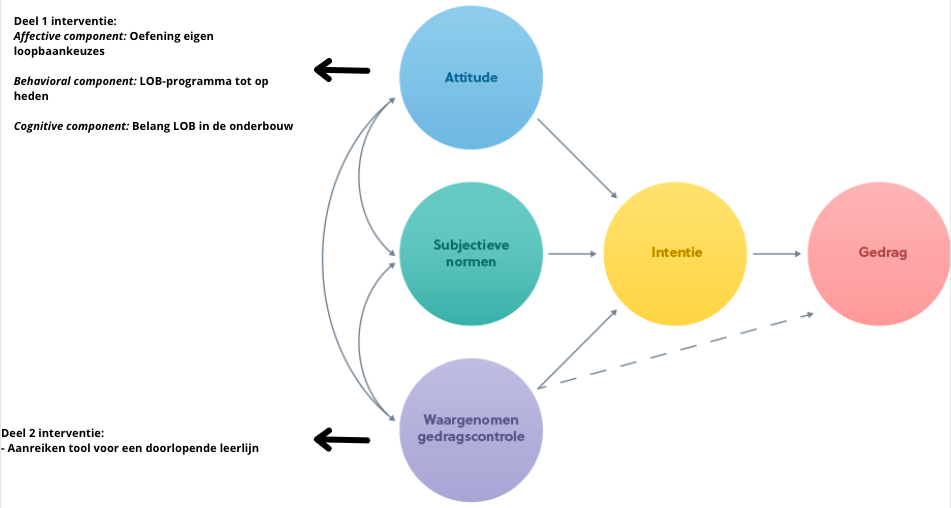 Deel 1 interventie:
Affective component: Oefening eigen
loopbaankeuzes
Behavioral component: LOB-programma tot op
heden
Cognitive component: Belang LOB in de onderbouw
Attitude
Subjectieve
normen
Intentie
Gedrag
Waargenomen
gedragscontrole
Deel 2 interventie:
- Aanreiken tool voor een doorlopende leerlijn